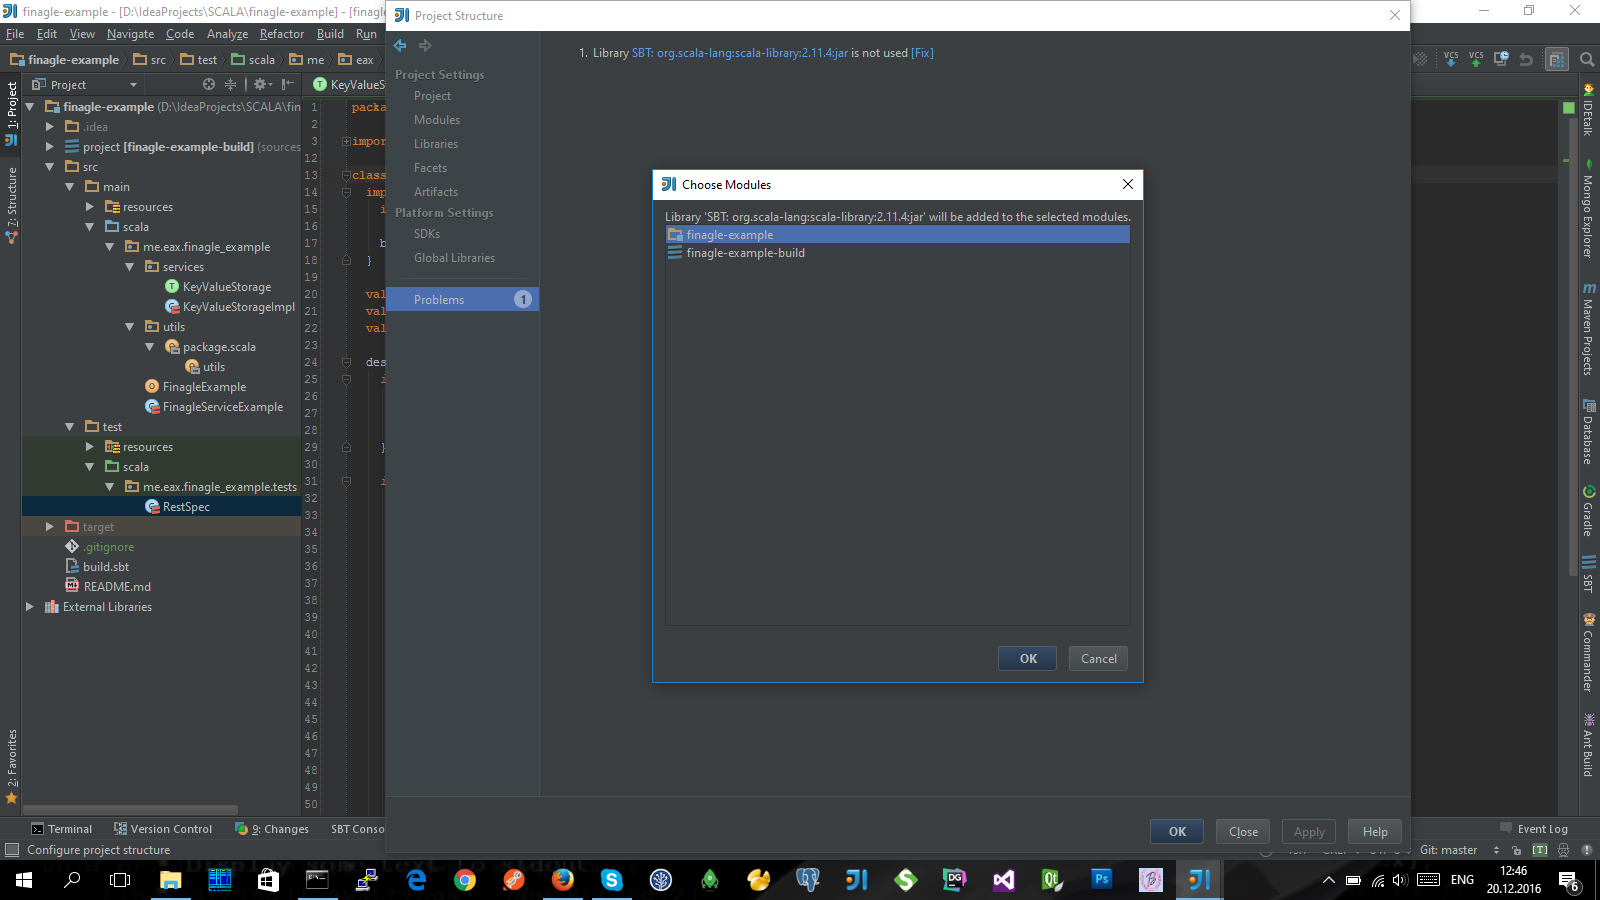 finagle-example - [D:\IdeaProjects\SCALA\finagle-example] - [finag
Project Structure
File Edit View Navigate Code Analyze Refactor Build Run
finagle-example src test scala me eax
Project
KeyValueS
1: Project
7: Structure
2: Favorites
finagle-example (D:\IdeaProjects\SCALA\fin
.idea
project [finagle-example-build] (sources
src
main
resources
scala
me.eax.finagle_example
services
KeyValueStorage
KeyValueStorageImpl
utils
package.scala
utils
FinagleExample
FinagleServiceExample
test
resources
scala
me.eax.finagle_example.tests
RestSpec
target
.gitignore
build.sbt
README.md
External Libraries
1 packa
2
3 impor
12
13 class
14 imp
15 i
16
17 b
18 }
19
20 val
21 val
22 val
23
24 des
25 i
26
27
28
29 }
30
31 i
32
33
34
35
36
37
38
39
40
41
42
43
44
45
46
47
48
49
50
Project Settings
Project
Modules
Libraries
Facets
Artifacts
Platform Settings
SDKs
Global Libraries
Problems 1
1. Library SBT: org.scala-lang:scala-library:2.11.4:jar is not used [Fix]
Choose Modules
Library 'SBT: org.scala-lang:scala-library:2.11.4:jar' will be added to the selected modules.
finagle-example
finagle-example-build
OK Cancel
OK Close Apply Help
VCS VCS
IDEtalk
Mongo Explorer
Maven Projects
Database
Gradle
SBT
Commander
Ant Build
Terminal Version Control 9: Changes SBT Conso
Event Log
Configure project structure
Git: master [T]
ENG
12:46
20.12.2016
6